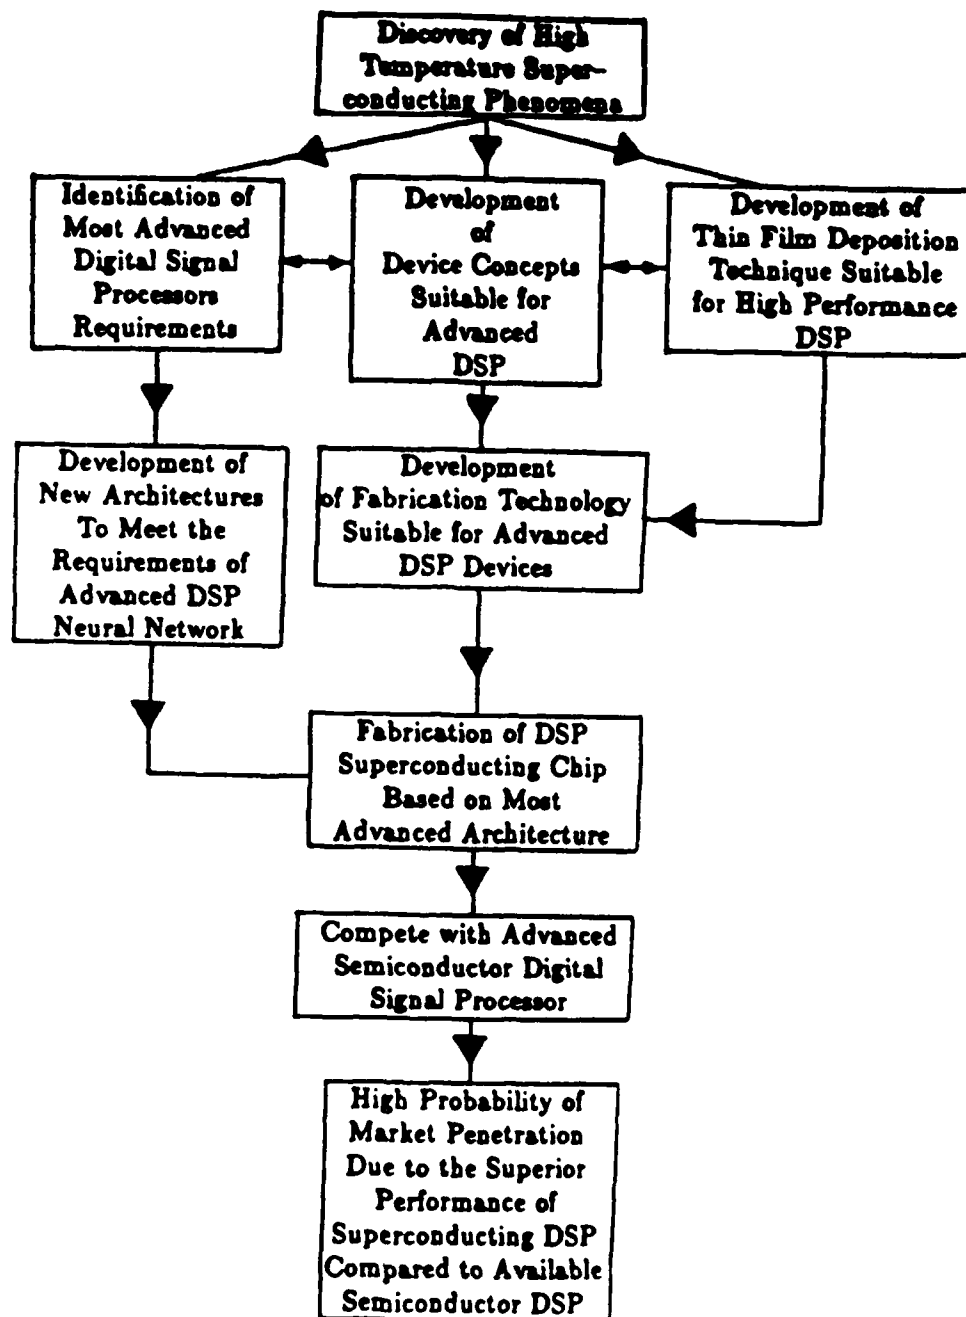 Discovery of High
Temperature Super-
conducting Phenomena
Identification of
Most Advanced
Digital Signal
Processors
Requirements
Development
of
Device Concepts
Suitable for
Advanced
DSP
Development of
Thin Film Deposition
Technique Suitable
for High Performance
DSP
Development of
New Architectures
To Meet the
Requirements of
Advanced DSP
Neural Network
Development
of Fabrication Technology
Suitable for Advanced
DSP Devices
Fabrication of DSP
Superconducting Chip
Based on Most
Advanced Architecture
Compete with Advanced
Semiconductor Digital
Signal Processor
High Probability of
Market Penetration
Due to the Superior
Performance of
Superconducting DSP
Compared to Available
Semiconductor DSP